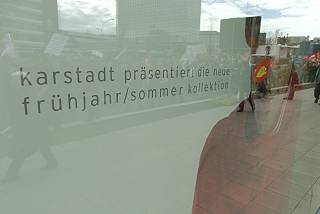 karstadt präsentiert die neue
frühjahr/sommer kollektion